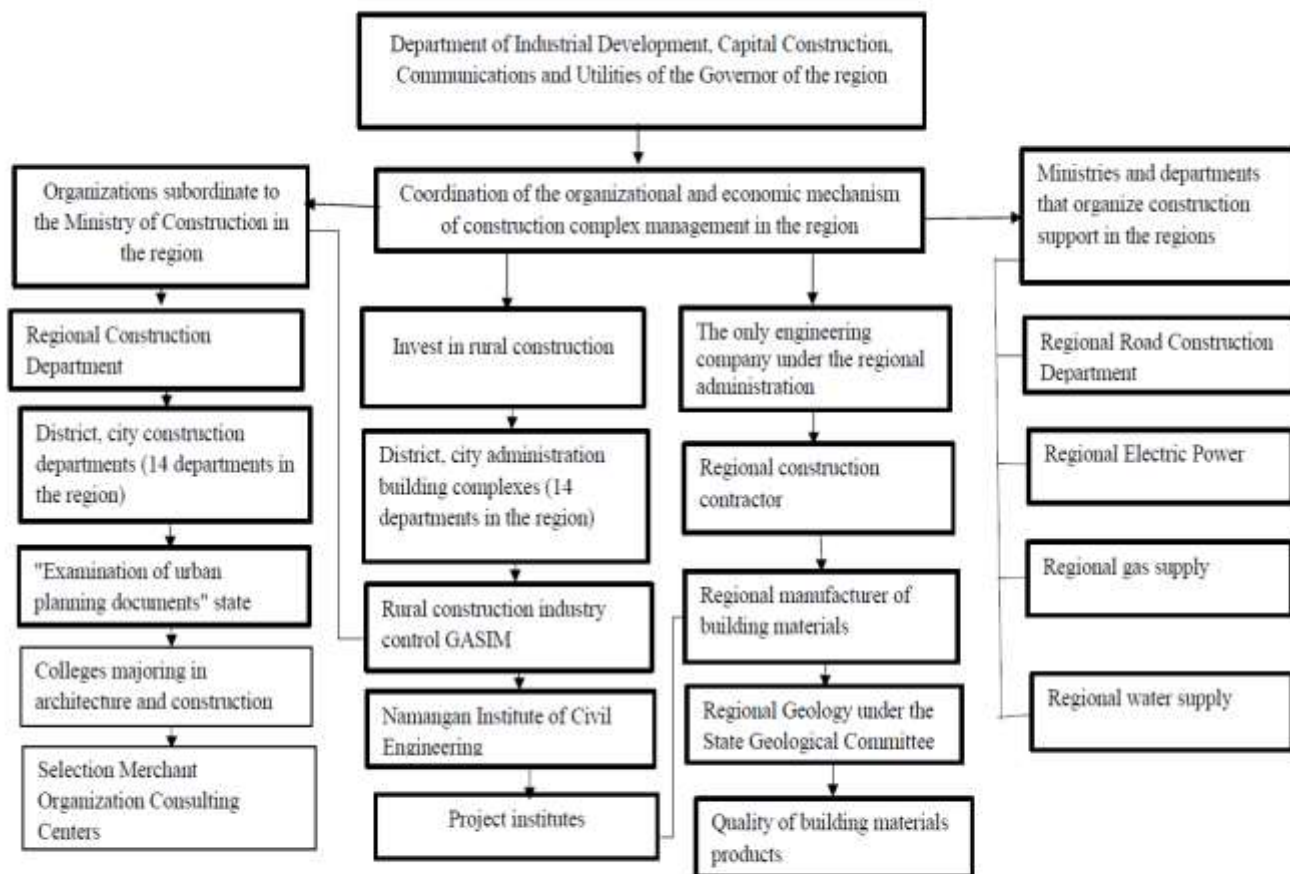 Department of Industrial Development, Capital Construction,
Communications and Utilities of the Governor of the region
Organizations subordinate to
the Ministry of Construction in
the region
Coordination of the organizational and economic mechanism
of construction complex management in the region
Ministries and departments
that organize construction
support in the regions
Regional Construction
Department
Invest in rural construction
The only engineering
company under the regional
administration
Regional Road Construction
Department
District, city construction
departments (14 departments in
the region)
District, city administration
building complexes (14
departments in the region)
Regional construction
contractor
Regional Electric Power
"Examination of urban
planning documents" state
Rural construction industry
control GASIM
Regional manufacturer of
building materials
Regional gas supply
Colleges majoring in
architecture and construction
Namangan Institute of Civil
Engineering
Regional Geology under the
State Geological Committee
Regional water supply
Selection Merchant
Organization Consulting
Centers
Project institutes
Quality of building materials
products